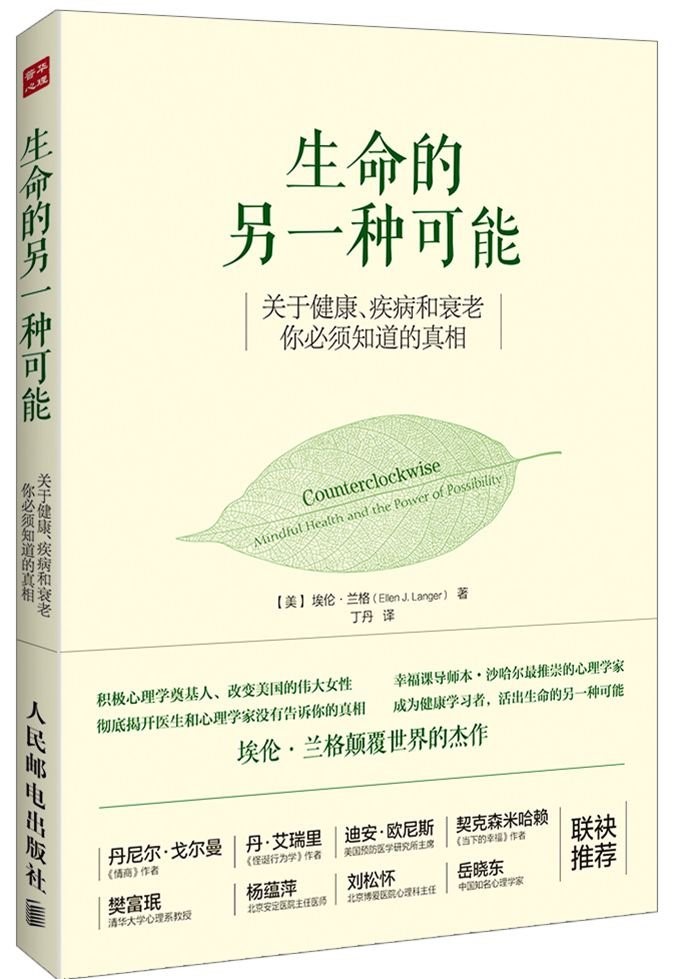 普华
心理
生命的另一种可能
关于健康、疾病和衰老
你必须知道的真相
人民邮电出版社
生命的
另一种可能
关于健康、疾病和衰老
你必须知道的真相
Counterclockwise
Mindful Health and the Power of Possibility
【美】埃伦·兰格（Ellen J. Langer）著
丁丹 译
积极心理学奠基人、改变美国的伟大女性
彻底揭开医生和心理学家没有告诉你的真相
幸福课导师本·沙哈尔最推崇的心理学家
成为健康学习者，活出生命的另一种可能
埃伦·兰格颠覆世界的杰作
丹尼尔·戈尔曼
《情商》作者
丹·艾瑞里
《怪诞行为学》作者
迪安·欧尼斯
美国预防医学研究所主席
契克森米哈赖
《当下的幸福》作者
樊富珉
清华大学心理系教授
杨蕴萍
北京安定医院主任医师
刘松怀
北京博爱医院心理科主任
岳晓东
中国知名心理学家
联袂
推荐